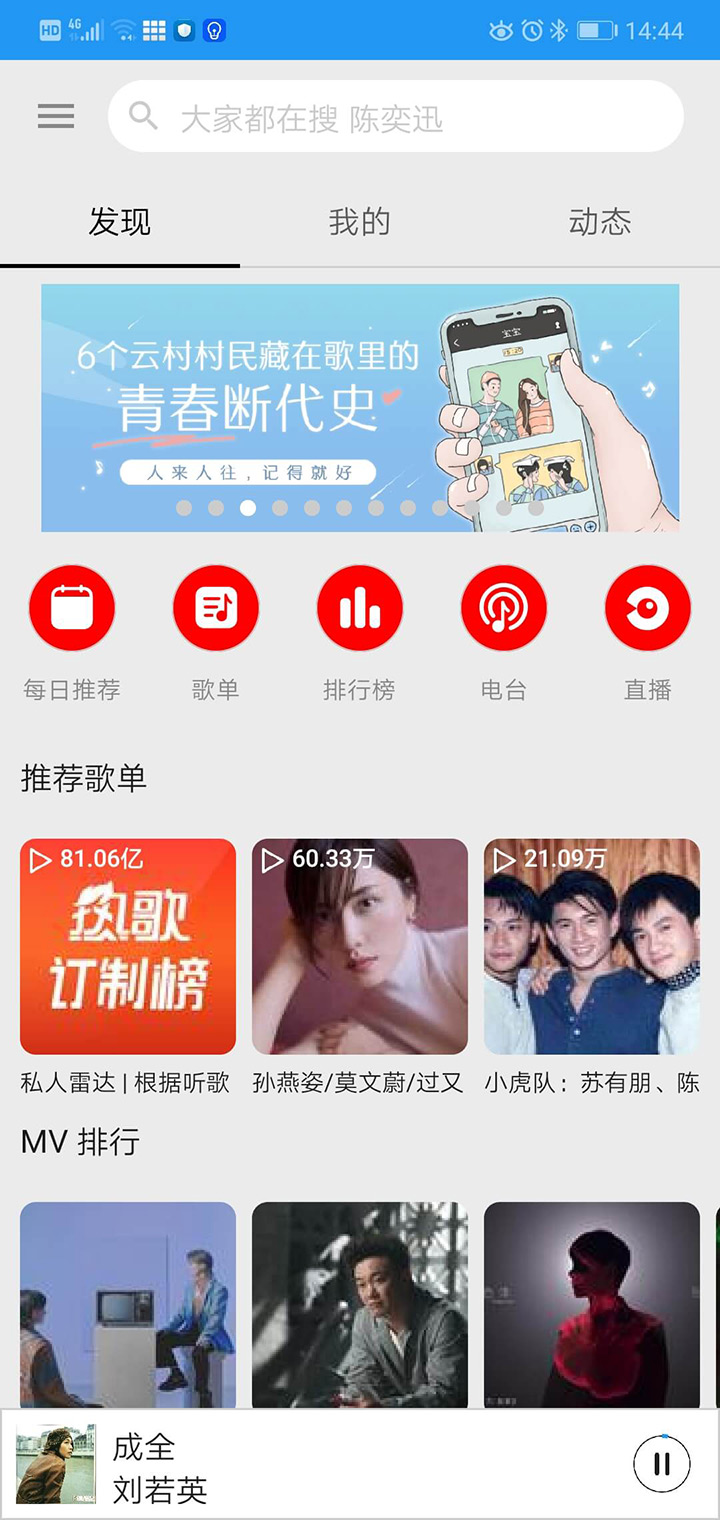 HD 4G 14:44
大家都在搜 陈奕迅
发现 我的 动态
6个云村村民藏在歌里的
青春断代史
人来人往，记得就好
宝宝
每日推荐 歌单 排行榜 电台 直播
推荐歌单
81.06亿 60.33万 21.09万
热歌
订制榜
私人雷达 | 根据听歌 孙燕姿/莫文蔚/过又 小虎队：苏有朋、陈
MV 排行
成全
刘若英